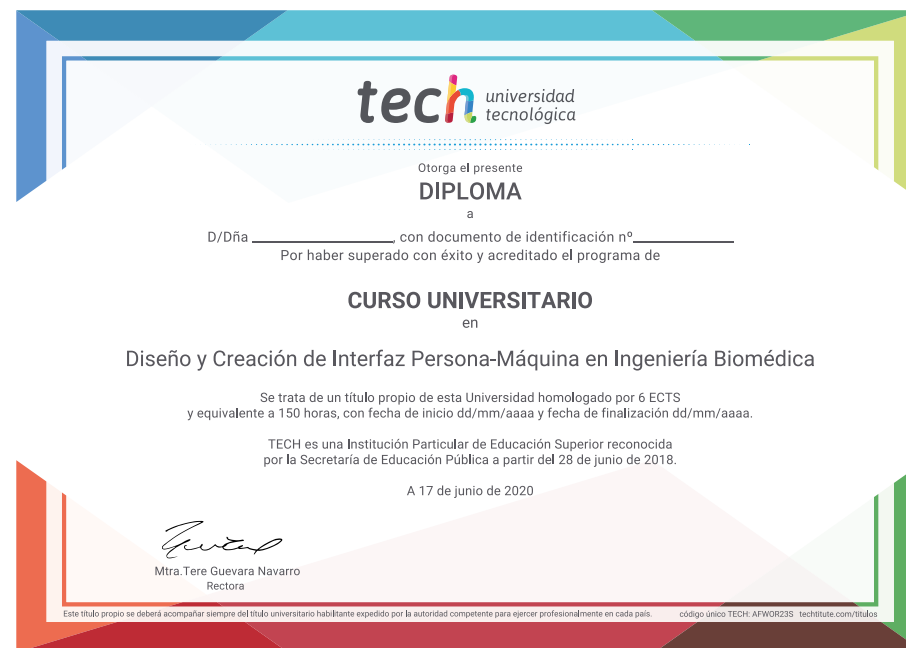 tech universidad
tecnológica
Otorga el presente
DIPLOMA
a
D/Dña ____________________, con documento de identificación nº______________
Por haber superado con éxito y acreditado el programa de
CURSO UNIVERSITARIO
en
Diseño y Creación de Interfaz Persona-Máquina en Ingeniería Biomédica
Se trata de un título propio de esta Universidad homologado por 6 ECTS
y equivalente a 150 horas, con fecha de inicio dd/mm/aaaa y fecha de finalización dd/mm/aaaa.
TECH es una Institución Particular de Educación Superior reconocida
por la Secretaría de Educación Pública a partir del 28 de junio de 2018.
A 17 de junio de 2020
Mtra.Tere Guevara Navarro
Rectora
Este título propio se deberá acompañar siempre del título universitario habilitante expedido por la autoridad competente para ejercer profesionalmente en cada país. código único TECH: AFWOR23S techtitute.com/titulos